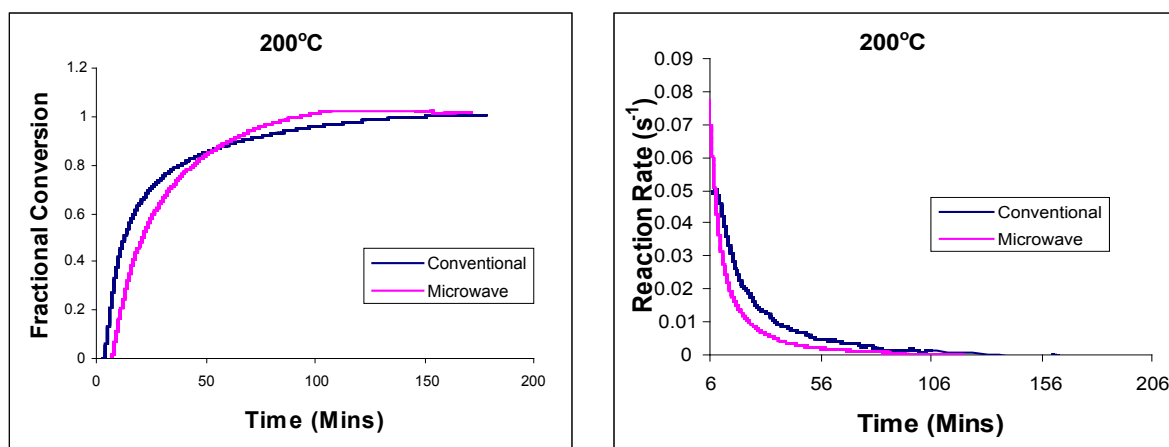 200°C
Fractional Conversion
1.2
1
0.8
0.6
0.4
0.2
0
0 50 100 150 200
Time (Mins)
Conventional
Microwave
200°C
Reaction Rate (s⁻¹)
0.09
0.08
0.07
0.06
0.05
0.04
0.03
0.02
0.01
0
6 56 106 156 206
Time (Mins)
Conventional
Microwave